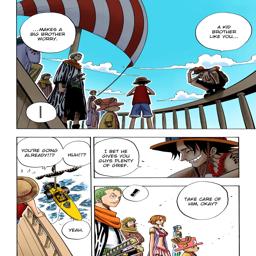 A KID
BROTHER
LIKE YOU...
...MAKES A
BIG BROTHER
WORRY.
I BET HE
GIVES YOU
GUYS PLENTY
OF GRIEF.
HUH!?
YOU'RE GOING
ALREADY!?
YEAH.
TAKE CARE OF
HIM, OKAY?